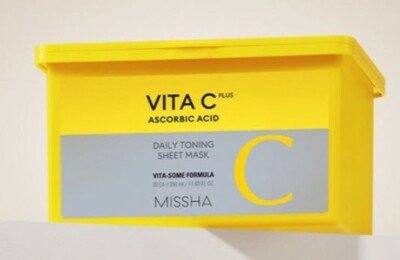 VITA C PLUS
ASCORBIC ACID
DAILY TONING
SHEET MASK
C
VITA-SOME FORMULA
MISSHA